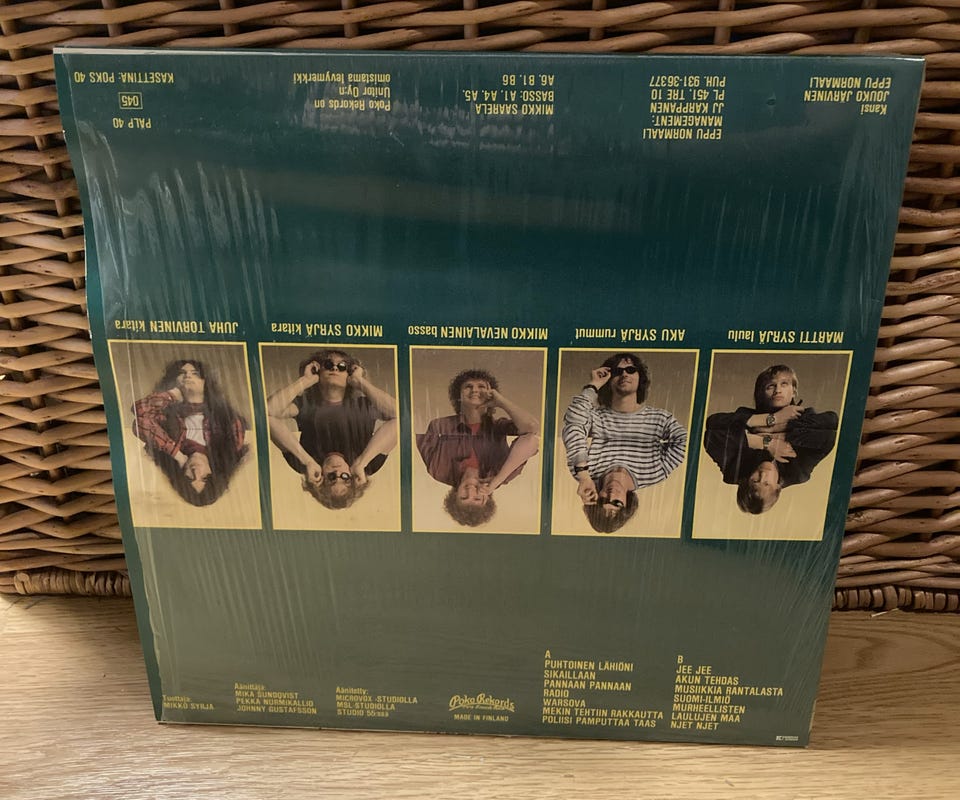 KASETTINA: POKS 40
045
PALP 40
Poko Rekords on
Unitor Oy:n
omistama levymerkki
MIKKO SAARELA
BASSO: A1, A4, A5,
A6, B1, B6
EPPU NORMAALI
MANAGEMENT:
JJ KARPPANEN
PL 451, TRE 10
PUH. 931-36377
Kansi
JOUKO JÄRVINEN
EPPU NORMAALI
JUHA TORVINEN kitara
MIKKO SYRJÄ kitara
MIKKO NEVALAINEN basso
AKU SYRJÄ rummut
MARTTI SYRJÄ laulu
Tuottaja:
MIKKO SYRJÄ
Äänittäjä:
MIKA SUNDQVIST
PEKKA NURMIKALLIO
JOHNNY GUSTAFSSON
Äänitetty:
MICROVOX-STUDIOLLA
MSL-STUDIOLLA
STUDIO 55:ssä
Poko Rekords
MADE IN FINLAND
A
PUHTOINEN LÄHIÖNI
SIKAILLAAN
PANNAAN PANNAAN
RADIO
VARSOVA
MEKIN TEHTIIN RAKKAUTTA
POLIISI PAMPUTTAA TAAS
B
JEE JEE
AKUN TEHDAS
MUSIIKKIA RANTALASTA
SUOMI-ILMIÖ
MURHEELLISTEN
LAULUJEN MAA
NJET NJET